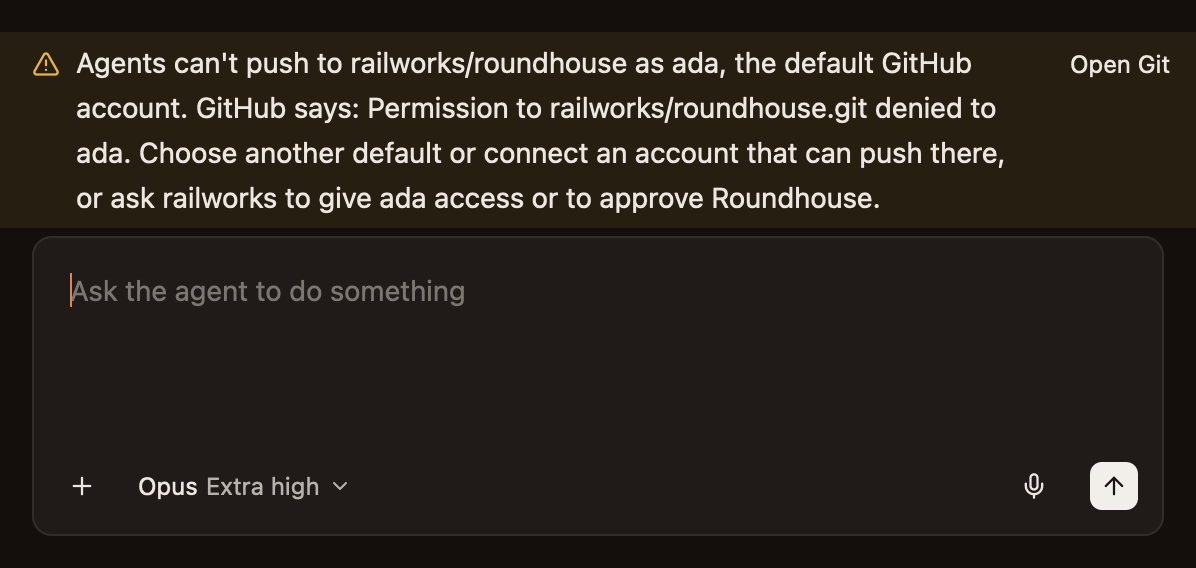 Agents can't push to railworks/roundhouse as ada, the default GitHub
account. GitHub says: Permission to railworks/roundhouse.git denied to
ada. Choose another default or connect an account that can push there,
or ask railworks to give ada access or to approve Roundhouse.
Open Git
Ask the agent to do something
Opus Extra high